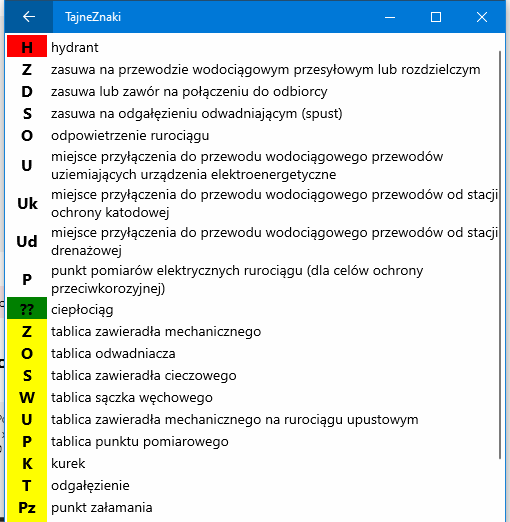 TajneZnaki
H hydrant
Z zasuwa na przewodzie wodociągowym przesyłowym lub rozdzielczym
D zasuwa lub zawór na połączeniu do odbiorcy
S zasuwa na odgałęzieniu odwadniającym (spust)
O odpowietrzenie rurociągu
U miejsce przyłączenia do przewodu wodociągowego przewodów
uziemiających urządzenia elektroenergetyczne
Uk miejsce przyłączenia do przewodu wodociągowego przewodów od stacji
ochrony katodowej
Ud miejsce przyłączenia do przewodu wodociągowego przewodów od stacji
drenażowej
P punkt pomiarów elektrycznych rurociągu (dla celów ochrony
przeciwkorozyjnej)
?? ciepłociąg
Z tablica zawieradła mechanicznego
O tablica odwadniacza
S tablica zawieradła cieczowego
W tablica sączka węchowego
U tablica zawieradła mechanicznego na rurociągu upustowym
P tablica punktu pomiarowego
K kurek
T odgałęzienie
Pz punkt załamania